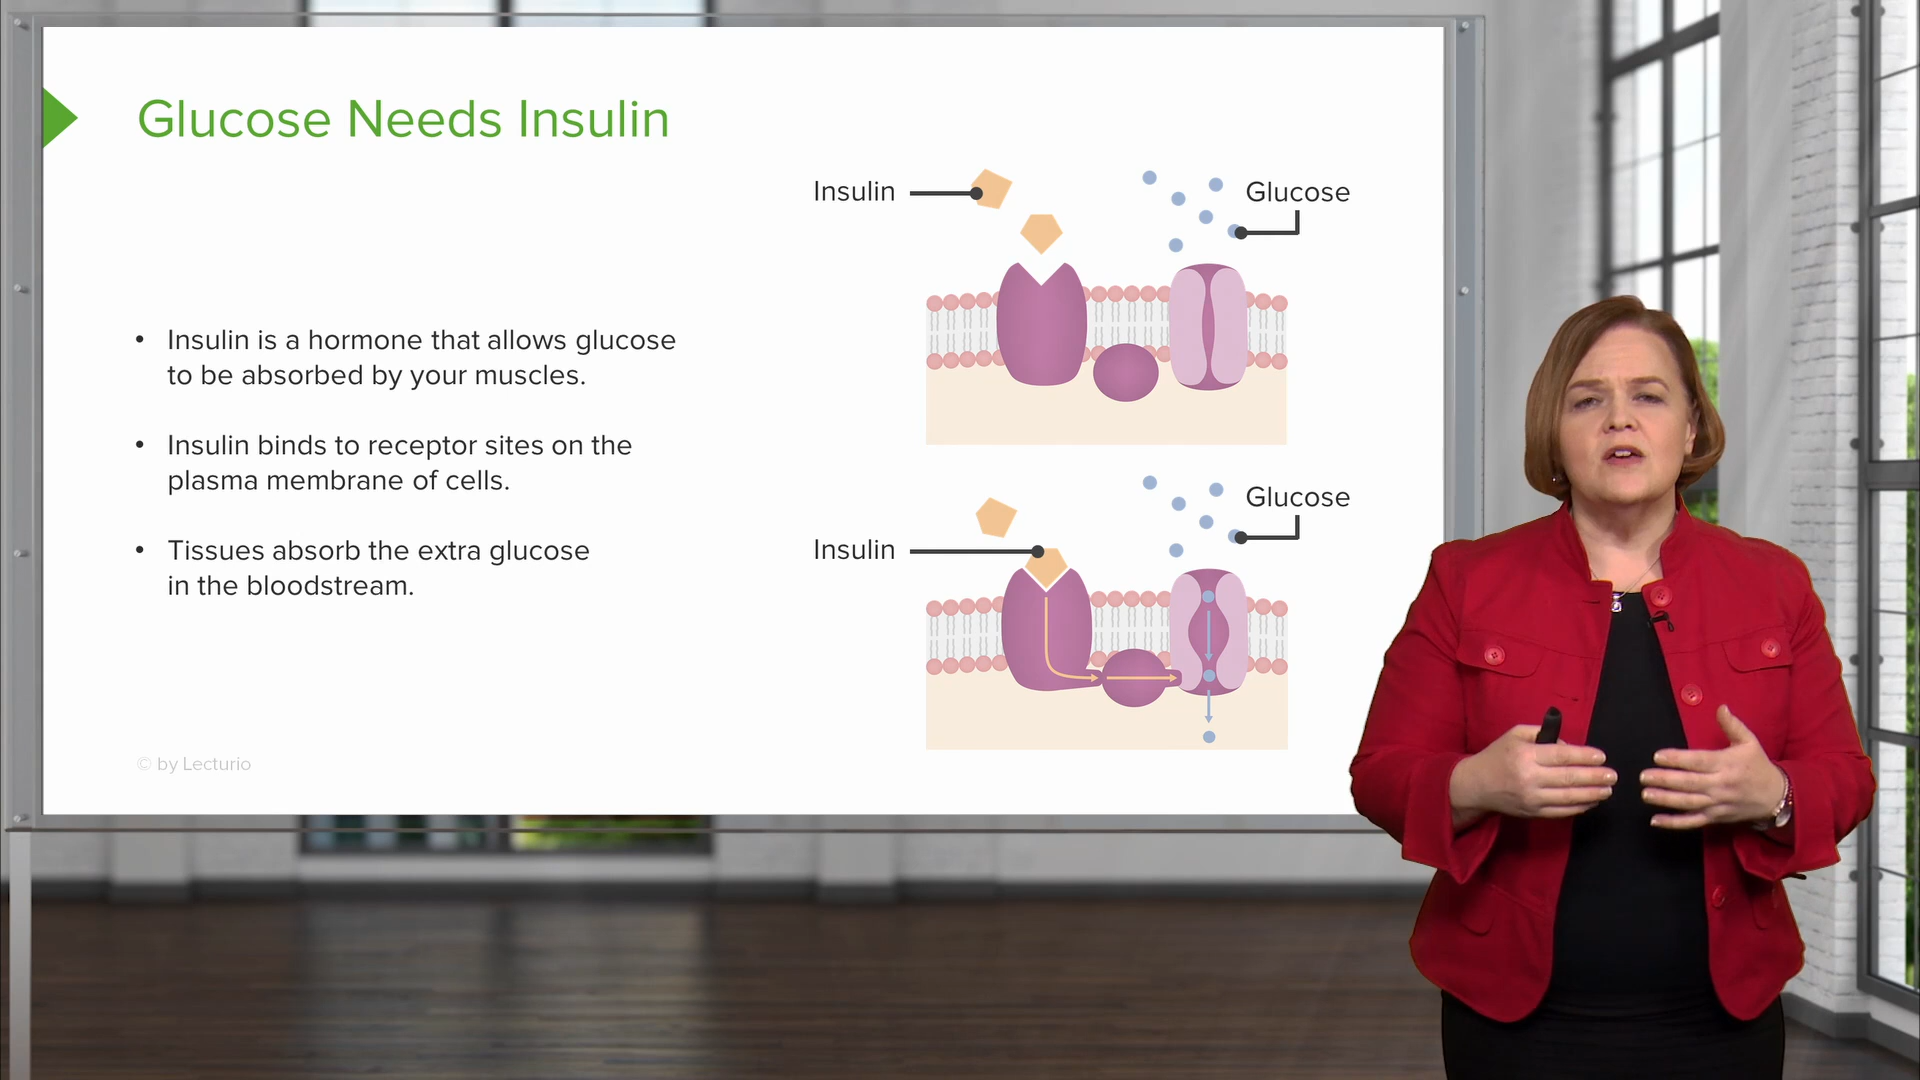 Glucose Needs Insulin
Insulin
Glucose
• Insulin is a hormone that allows glucose
to be absorbed by your muscles.
• Insulin binds to receptor sites on the
plasma membrane of cells.
• Tissues absorb the extra glucose
in the bloodstream.
Glucose
Insulin
© by Lecturio